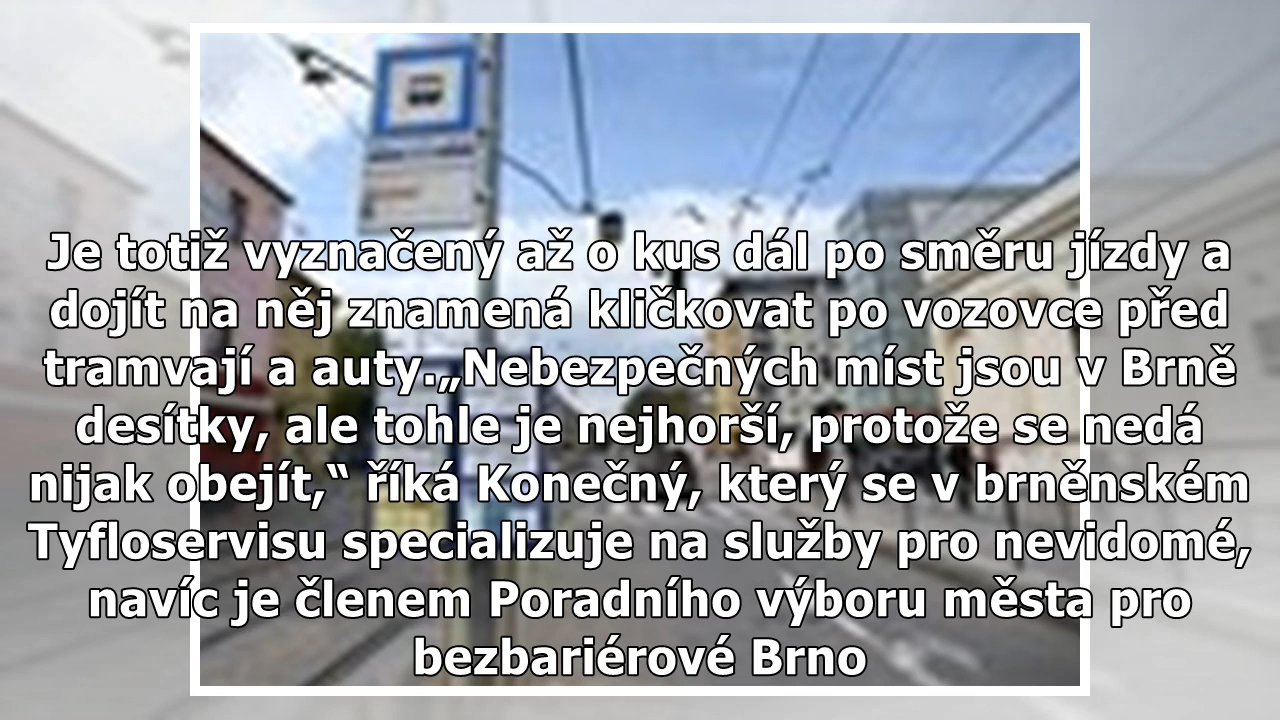 Je totiž vyznačený až o kus dál po směru jízdy a
dojít na něj znamená kličkovat po vozovce před
tramvají a auty.„Nebezpečných míst jsou v Brně
desítky, ale tohle je nejhorší, protože se nedá
nijak obejít,“ říká Konečný, který se v brněnském
Tyfloservisu specializuje na služby pro nevidomé,
navíc je členem Poradního výboru města pro
bezbariérové Brno